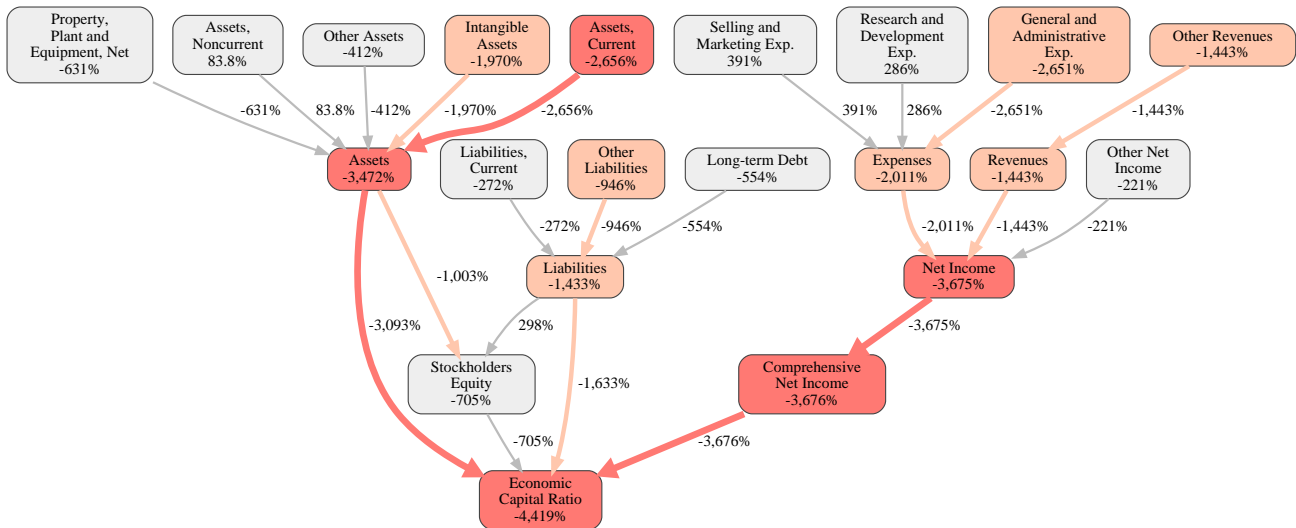 Property,
Plant and
Equipment, Net
-631%
Assets,
Noncurrent
83.8%
Other Assets
-412%
Intangible
Assets
-1,970%
Assets,
Current
-2,656%
Selling and
Marketing Exp.
391%
Research and
Development
Exp.
286%
General and
Administrative
Exp.
-2,651%
Other Revenues
-1,443%
-631%
83.8%
-412%
-1,970%
-2,656%
391%
286%
-2,651%
-1,443%
Assets
-3,472%
Liabilities,
Current
-272%
Other
Liabilities
-946%
Long-term Debt
-554%
Expenses
-2,011%
Revenues
-1,443%
Other Net
Income
-221%
-272%
-946%
-554%
-2,011%
-1,443%
-221%
-1,003%
Liabilities
-1,433%
Net Income
-3,675%
-3,093%
298%
-3,675%
Stockholders
Equity
-705%
-1,633%
Comprehensive
Net Income
-3,676%
-705%
-3,676%
Economic
Capital Ratio
-4,419%